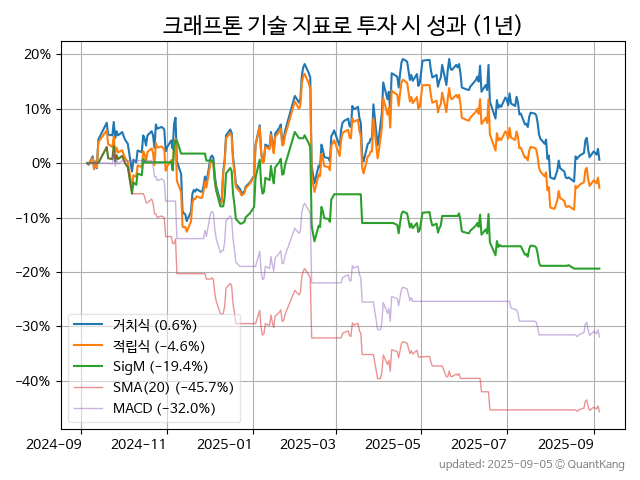 크래프톤 기술 지표로 투자 시 성과 (1년)
20%
10%
0%
−10%
−20%
−30%
−40%
거치식 (0.6%)
적립식 (−4.6%)
SigM (−19.4%)
SMA(20) (−45.7%)
MACD (−32.0%)
2024-09
2024-11
2025-01
2025-03
2025-05
2025-07
2025-09
updated: 2025-09-05 © QuantKang